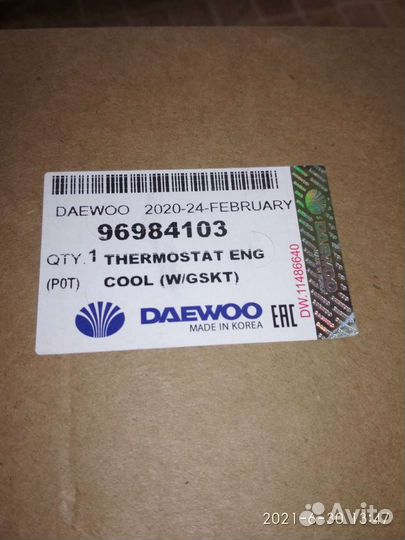 DAEWOO 2020-24-FEBRUARY
96984103
QTY.1 THERMOSTAT ENG
(P0T) COOL (W/GSKT)
DAEWOO
MADE IN KOREA
EAC
DW.11486640
2021-6-30 13:47
Avito